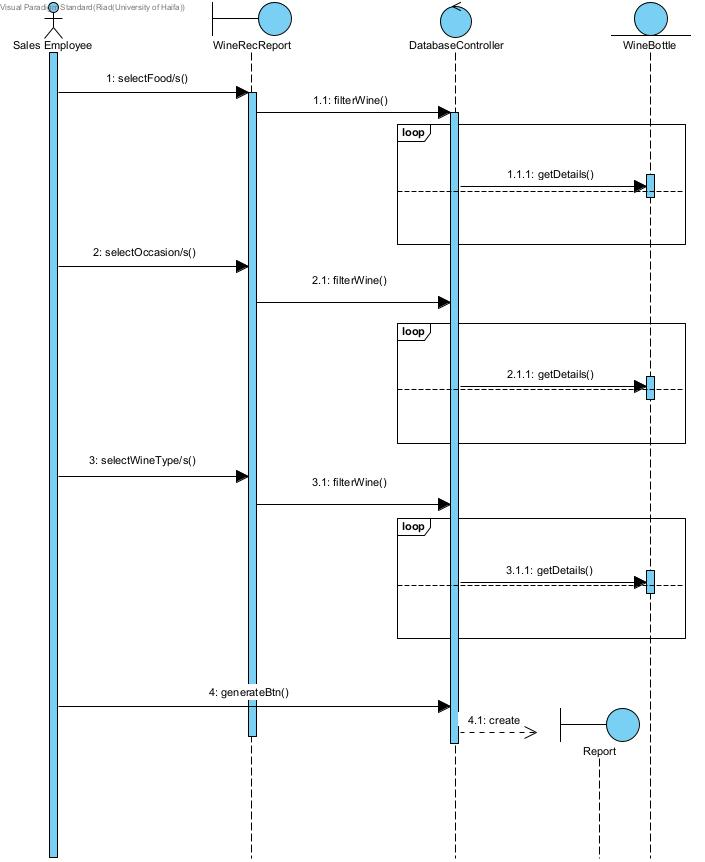 Visual Paradigm Standard(Riad(University of Haifa))
Sales Employee
WineRecReport
DatabaseController
WineBottle
1: selectFood/s()
1.1: filterWine()
loop
1.1.1: getDetails()
2: selectOccasion/s()
2.1: filterWine()
loop
2.1.1: getDetails()
3: selectWineType/s()
3.1: filterWine()
loop
3.1.1: getDetails()
4: generateBtn()
4.1: create
Report